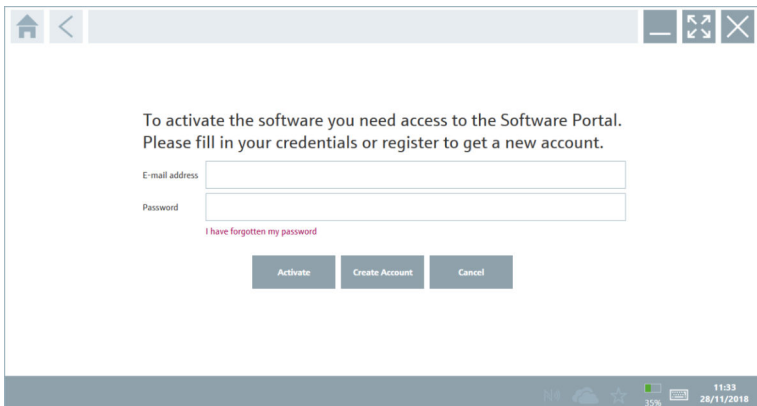 To activate the software you need access to the Software Portal.
Please fill in your credentials or register to get a new account.
E-mail address
Password
I have forgotten my password
Activate
Create Account
Cancel
35%
11:33
28/11/2018